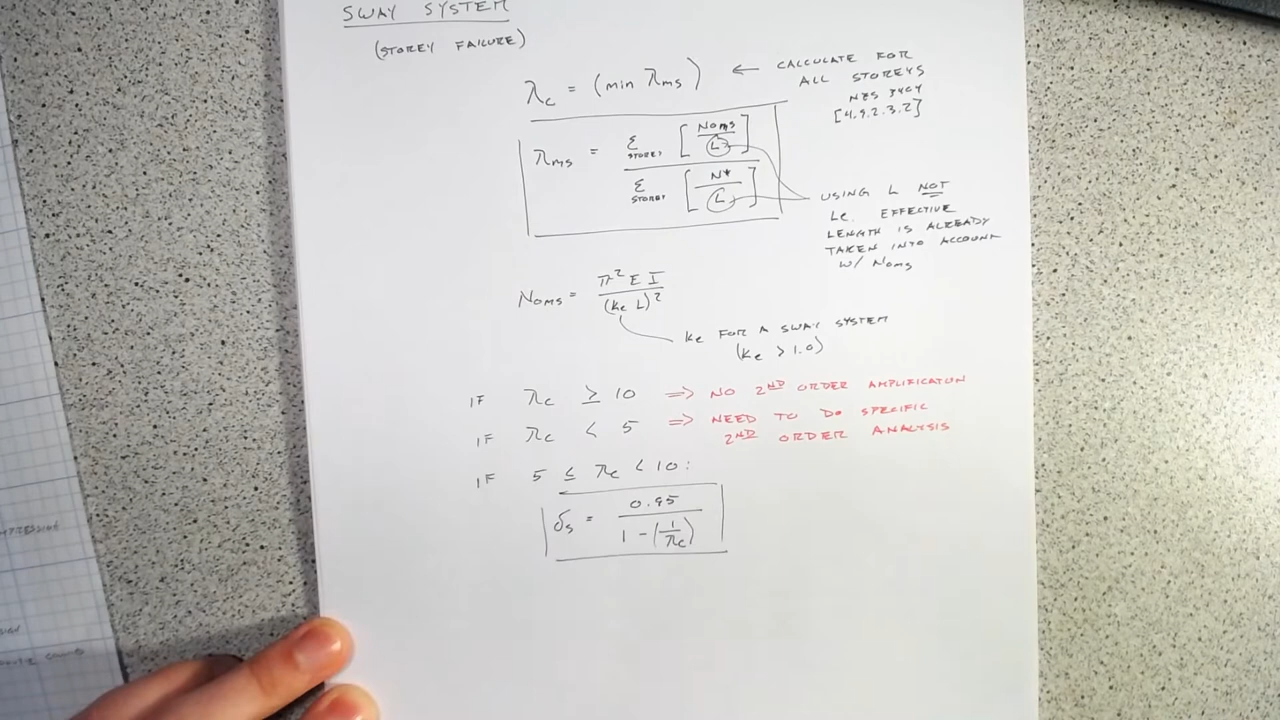 SWAY SYSTEM
(STOREY FAILURE)
λc = (min λms) ← CALCULATE FOR
ALL STOREYS
NZS 3404
[4.9.2.3.2]
λms = Σ STOREY [Noms / L] / Σ STOREY [N* / L]
USING L NOT
Le. EFFECTIVE
LENGTH IS ALREADY
TAKEN INTO ACCOUNT
W/ Noms
Noms = π² E I / (ke L)²
ke FOR A SWAY SYSTEM
(ke > 1.0)
IF λc ≥ 10 ⇒ NO 2ND ORDER AMPLIFICATON
IF λc < 5 ⇒ NEED TO DO SPECIFIC
2ND ORDER ANALYSIS
IF 5 ≤ λc < 10:
δs = 0.95 / 1 - (1/λc)